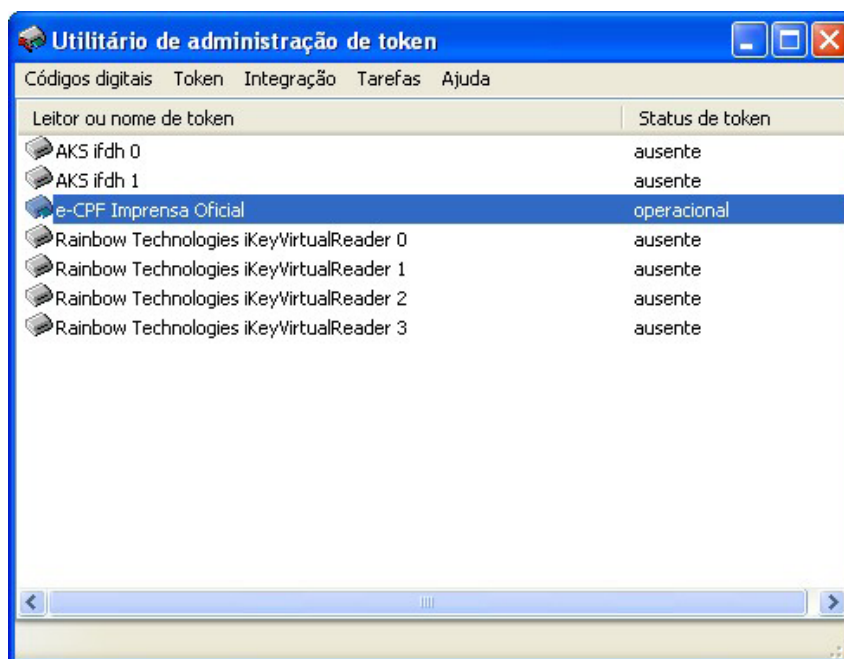 Utilitário de administração de token
Códigos digitais Token Integração Tarefas Ajuda
Leitor ou nome de token Status de token
AKS ifdh 0 ausente
AKS ifdh 1 ausente
e-CPF Imprensa Oficial operacional
Rainbow Technologies iKeyVirtualReader 0 ausente
Rainbow Technologies iKeyVirtualReader 1 ausente
Rainbow Technologies iKeyVirtualReader 2 ausente
Rainbow Technologies iKeyVirtualReader 3 ausente